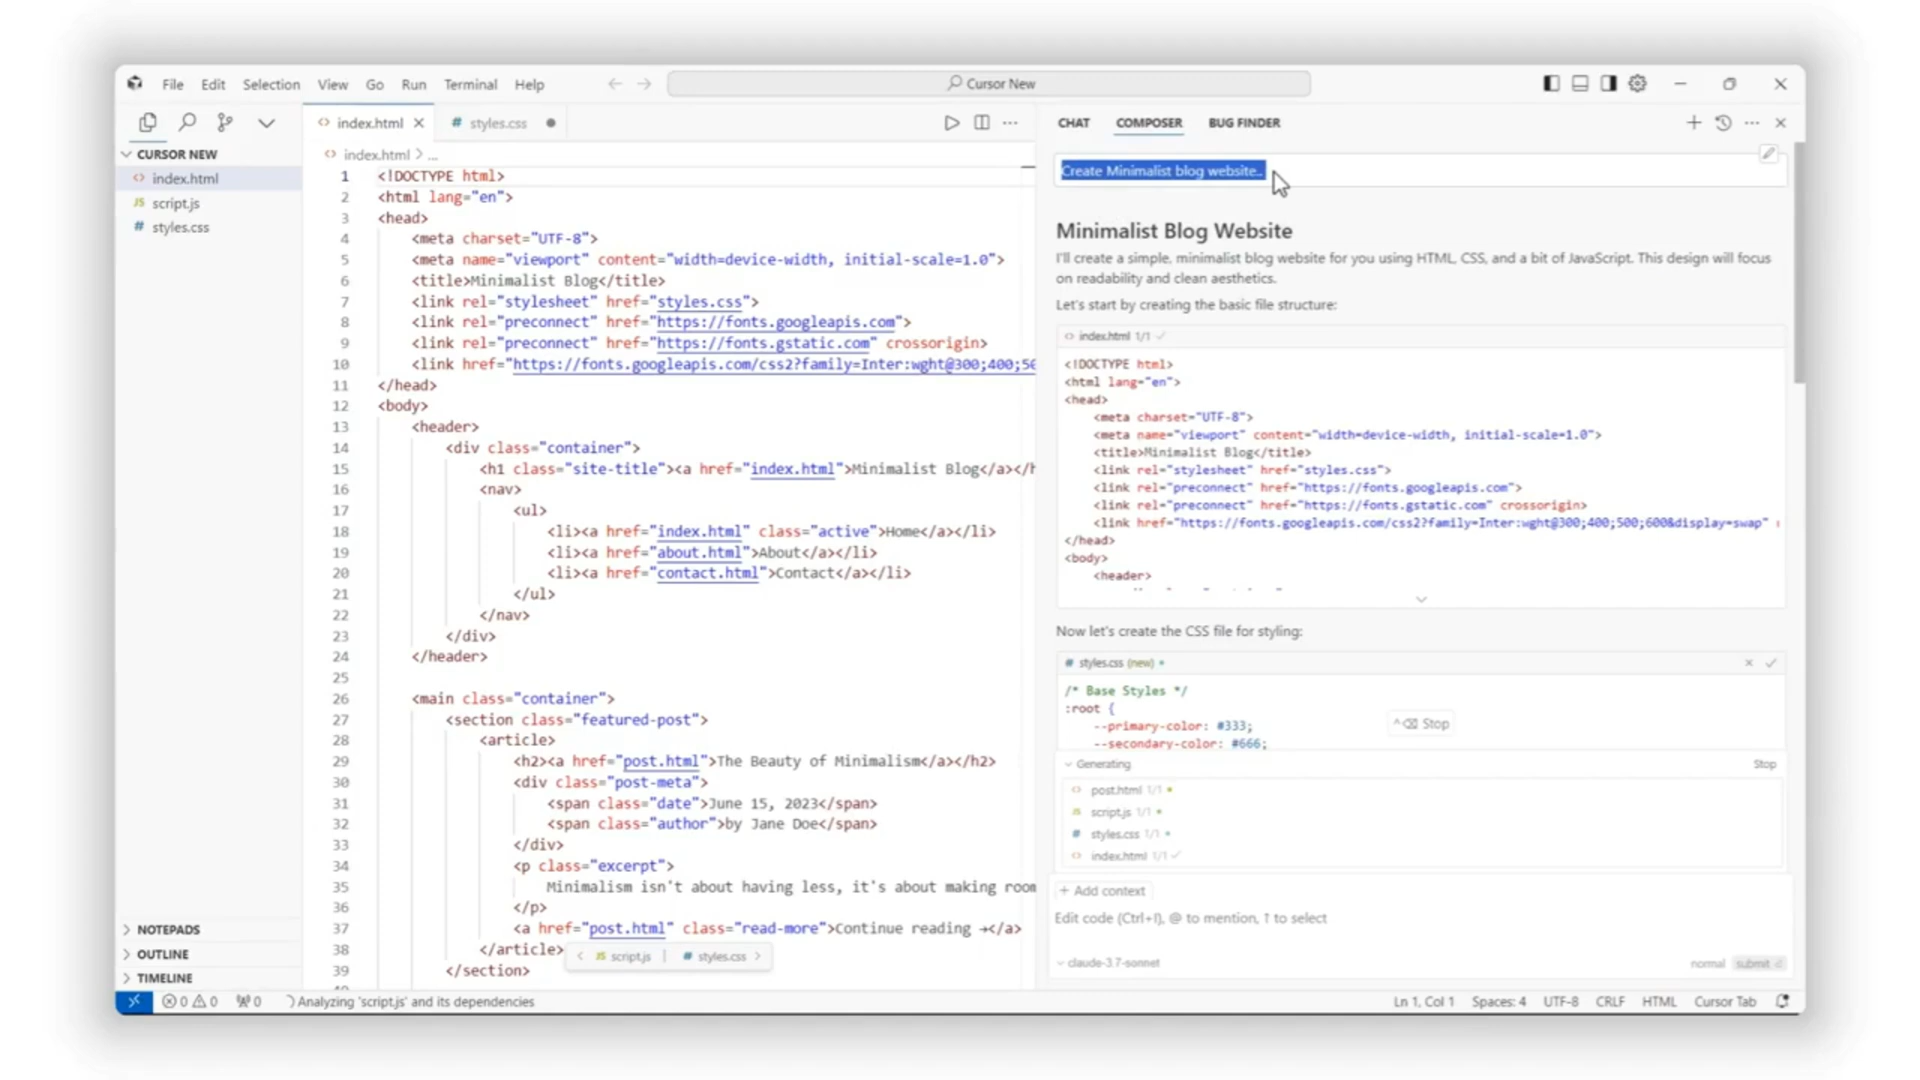 File Edit Selection View Go Run Terminal Help
Cursor New
index.html
styles.css
CHAT COMPOSER BUG FINDER
CURSOR NEW
index.html
JS script.js
# styles.css
NOTEPADS
OUTLINE
TIMELINE
index.html > ...
1 <!DOCTYPE html>
2 <html lang="en">
3 <head>
4 <meta charset="UTF-8">
5 <meta name="viewport" content="width=device-width, initial-scale=1.0">
6 <title>Minimalist Blog</title>
7 <link rel="stylesheet" href="styles.css">
8 <link rel="preconnect" href="https://fonts.googleapis.com">
9 <link rel="preconnect" href="https://fonts.gstatic.com" crossorigin>
10 <link href="https://fonts.googleapis.com/css2?family=Inter:wght@300;400;50
11 </head>
12 <body>
13 <header>
14 <div class="container">
15 <h1 class="site-title"><a href="index.html">Minimalist Blog</a></h
16 <nav>
17 <ul>
18 <li><a href="index.html" class="active">Home</a></li>
19 <li><a href="about.html">About</a></li>
20 <li><a href="contact.html">Contact</a></li>
21 </ul>
22 </nav>
23 </div>
24 </header>
25
26 <main class="container">
27 <section class="featured-post">
28 <article>
29 <h2><a href="post.html">The Beauty of Minimalism</a></h2>
30 <div class="post-meta">
31 <span class="date">June 15, 2023</span>
32 <span class="author">by Jane Doe</span>
33 </div>
34 <p class="excerpt">
35 Minimalism isn't about having less, it's about making room
36 </p>
37 <a href="post.html" class="read-more">Continue reading →</a>
38 </article>
39 </section>
JS script.js | # styles.css
Create Minimalist blog website..
Minimalist Blog Website
I'll create a simple, minimalist blog website for you using HTML, CSS, and a bit of JavaScript. This design will focus
on readability and clean aesthetics.
Let's start by creating the basic file structure:
index.html 1/1
<!DOCTYPE html>
<html lang="en">
<head>
<meta charset="UTF-8">
<meta name="viewport" content="width=device-width, initial-scale=1.0">
<title>Minimalist Blog</title>
<link rel="stylesheet" href="styles.css">
<link rel="preconnect" href="https://fonts.googleapis.com">
<link rel="preconnect" href="https://fonts.gstatic.com" crossorigin>
<link href="https://fonts.googleapis.com/css2?family=Inter:wght@300;400;500;600&display=swap"
</head>
<body>
<header>
Now let's create the CSS file for styling:
# styles.css (new)
/* Base Styles */
:root {
--primary-color: #333;
--secondary-color: #666;
Stop
Generating
Stop
post.html 1/1
JS script.js 1/1
# styles.css 1/1
index.html 1/1
+ Add context
Edit code (Ctrl+I), @ to mention, ↑ to select
claude-3.7-sonnet
normal submit
0 0 0 Analyzing 'script.js' and its dependencies
Ln 1, Col 1 Spaces: 4 UTF-8 CRLF HTML Cursor Tab